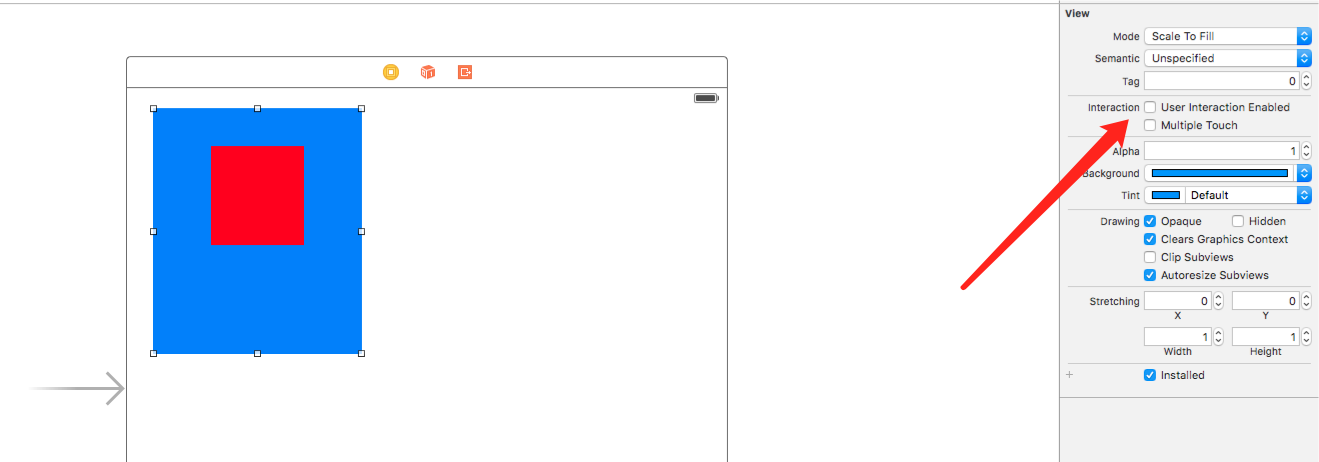 View
Mode Scale To Fill
Semantic Unspecified
Tag 0
Interaction User Interaction Enabled
Multiple Touch
Alpha 1
Background
Tint Default
Drawing Opaque Hidden
Clears Graphics Context
Clip Subviews
Autoresize Subviews
Stretching 0 0
X Y
1 1
Width Height
+ Installed